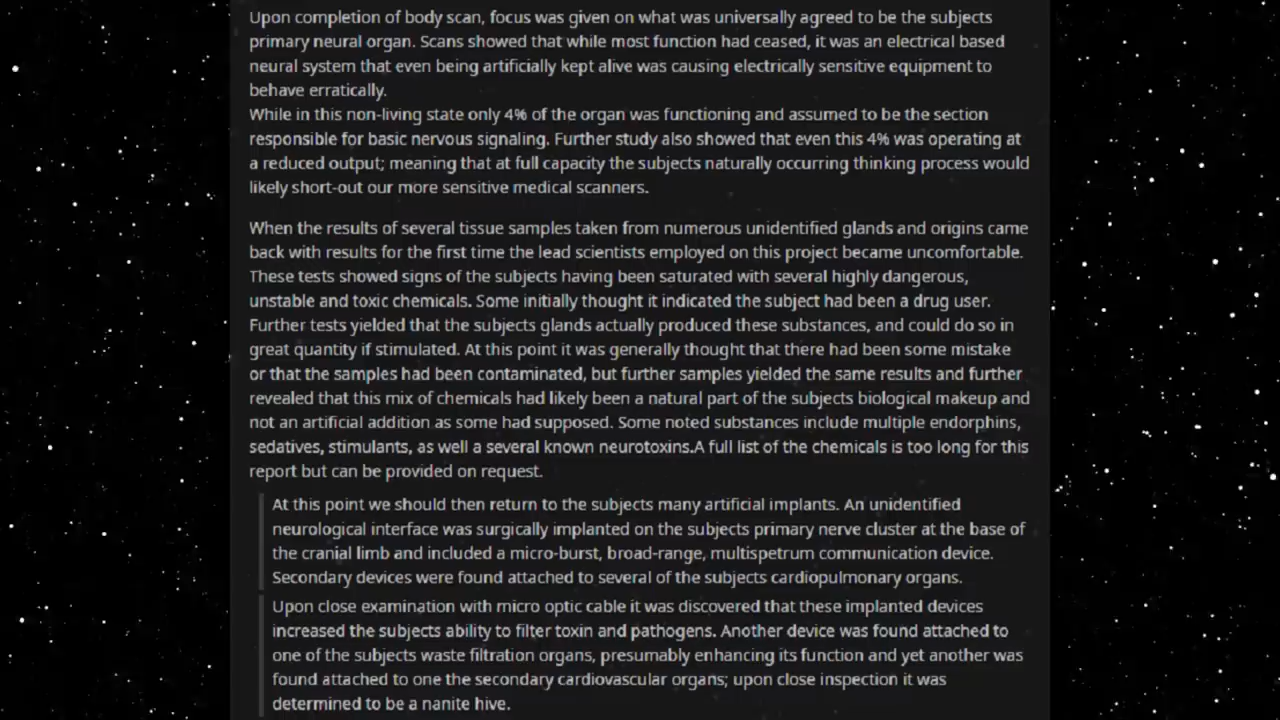 Upon completion of body scan, focus was given on what was universally agreed to be the subjects
primary neural organ. Scans showed that while most function had ceased, it was an electrical based
neural system that even being artificially kept alive was causing electrically sensitive equipment to
behave erratically.
While in this non-living state only 4% of the organ was functioning and assumed to be the section
responsible for basic nervous signaling. Further study also showed that even this 4% was operating at
a reduced output; meaning that at full capacity the subjects naturally occurring thinking process would
likely short-out our more sensitive medical scanners.
When the results of several tissue samples taken from numerous unidentified glands and origins came
back with results for the first time the lead scientists employed on this project became uncomfortable.
These tests showed signs of the subjects having been saturated with several highly dangerous,
unstable and toxic chemicals. Some initially thought it indicated the subject had been a drug user.
Further tests yielded that the subjects glands actually produced these substances, and could do so in
great quantity if stimulated. At this point it was generally thought that there had been some mistake
or that the samples had been contaminated, but further samples yielded the same results and further
revealed that this mix of chemicals had likely been a natural part of the subjects biological makeup and
not an artificial addition as some had supposed. Some noted substances include multiple endorphins,
sedatives, stimulants, as well a several known neurotoxins.A full list of the chemicals is too long for this
report but can be provided on request.
At this point we should then return to the subjects many artificial implants. An unidentified
neurological interface was surgically implanted on the subjects primary nerve cluster at the base of
the cranial limb and included a micro-burst, broad-range, multispetrum communication device.
Secondary devices were found attached to several of the subjects cardiopulmonary organs.
Upon close examination with micro optic cable it was discovered that these implanted devices
increased the subjects ability to filter toxin and pathogens. Another device was found attached to
one of the subjects waste filtration organs, presumably enhancing its function and yet another was
found attached to one the secondary cardiovascular organs; upon close inspection it was
determined to be a nanite hive.